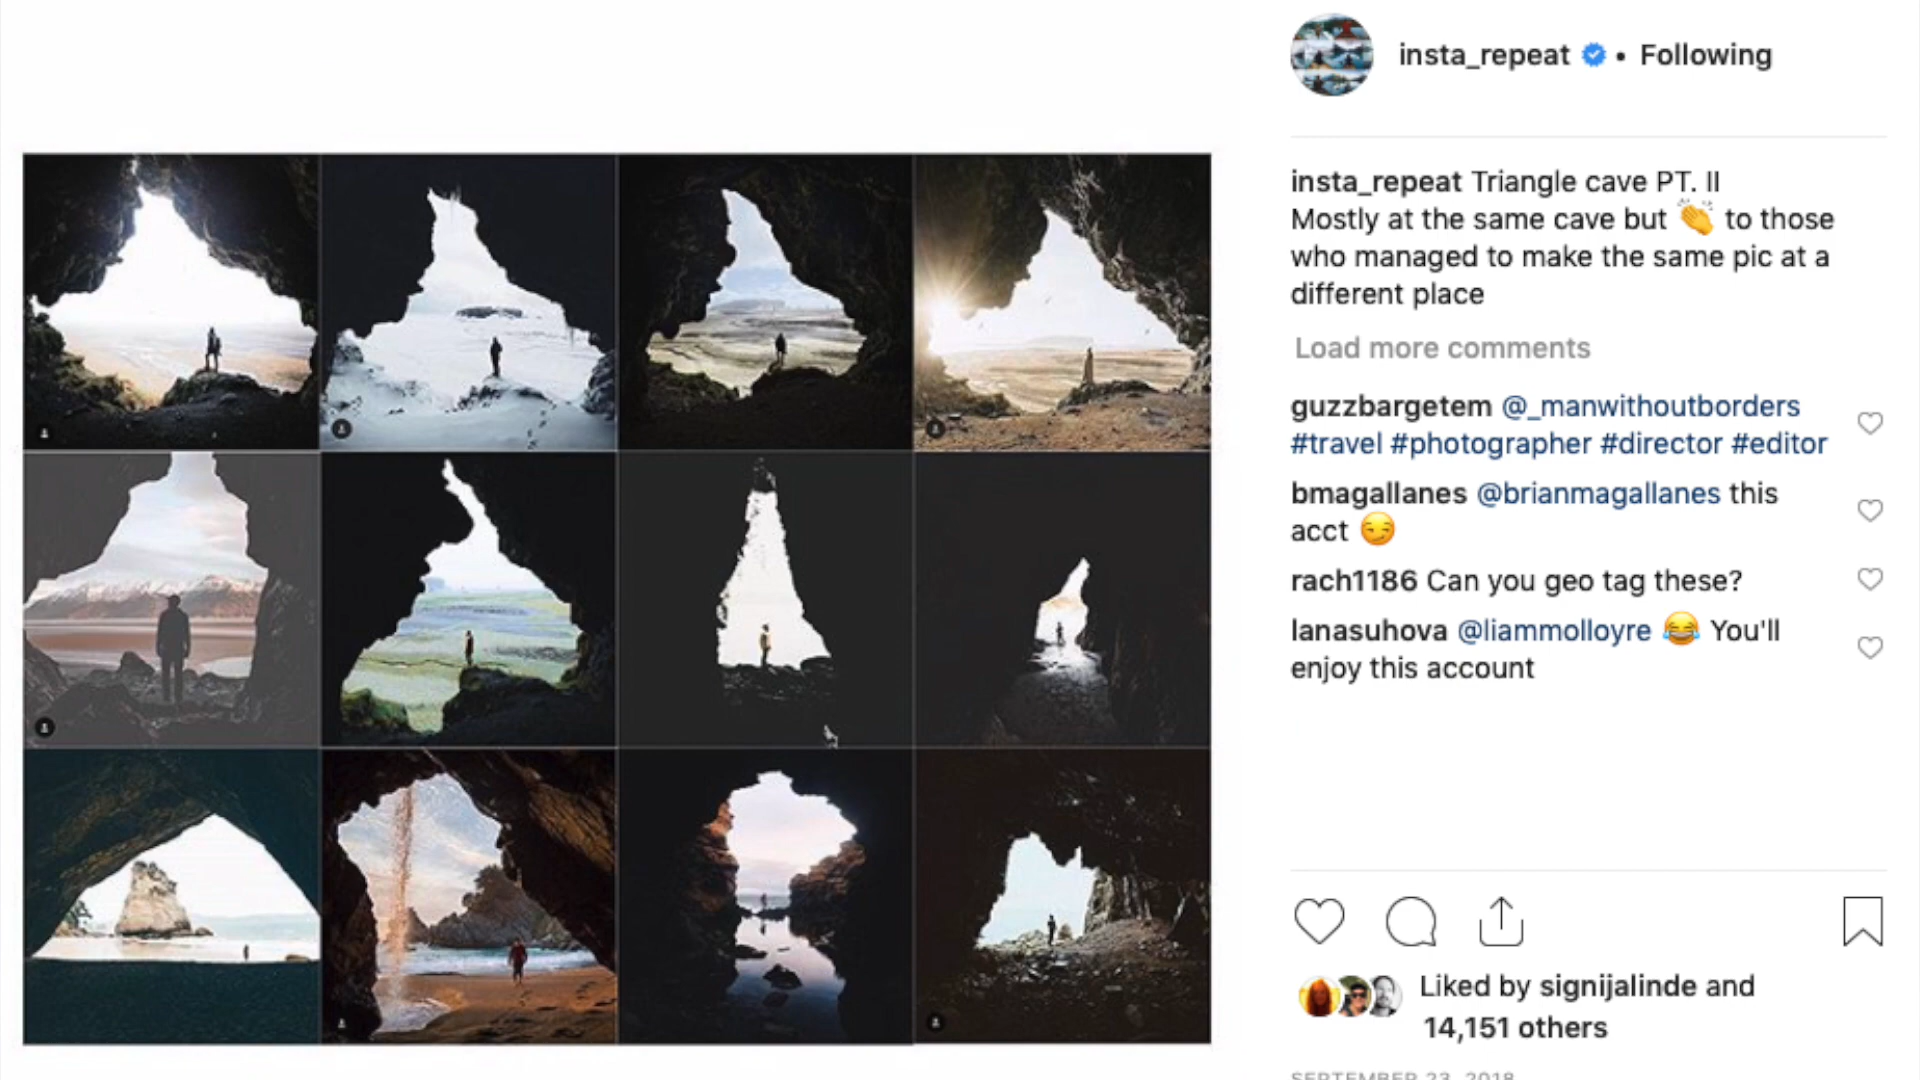 insta_repeat • Following
insta_repeat Triangle cave PT. II
Mostly at the same cave but 👏 to those
who managed to make the same pic at a
different place
Load more comments
guzzbargetem @_manwithoutborders
#travel #photographer #director #editor
bmagallanes @brianmagallanes this
acct 😏
rach1186 Can you geo tag these?
lanasuhova @liammolloyre 😂 You'll
enjoy this account
Liked by signijalinde and
14,151 others
SEPTEMBER 23, 2018